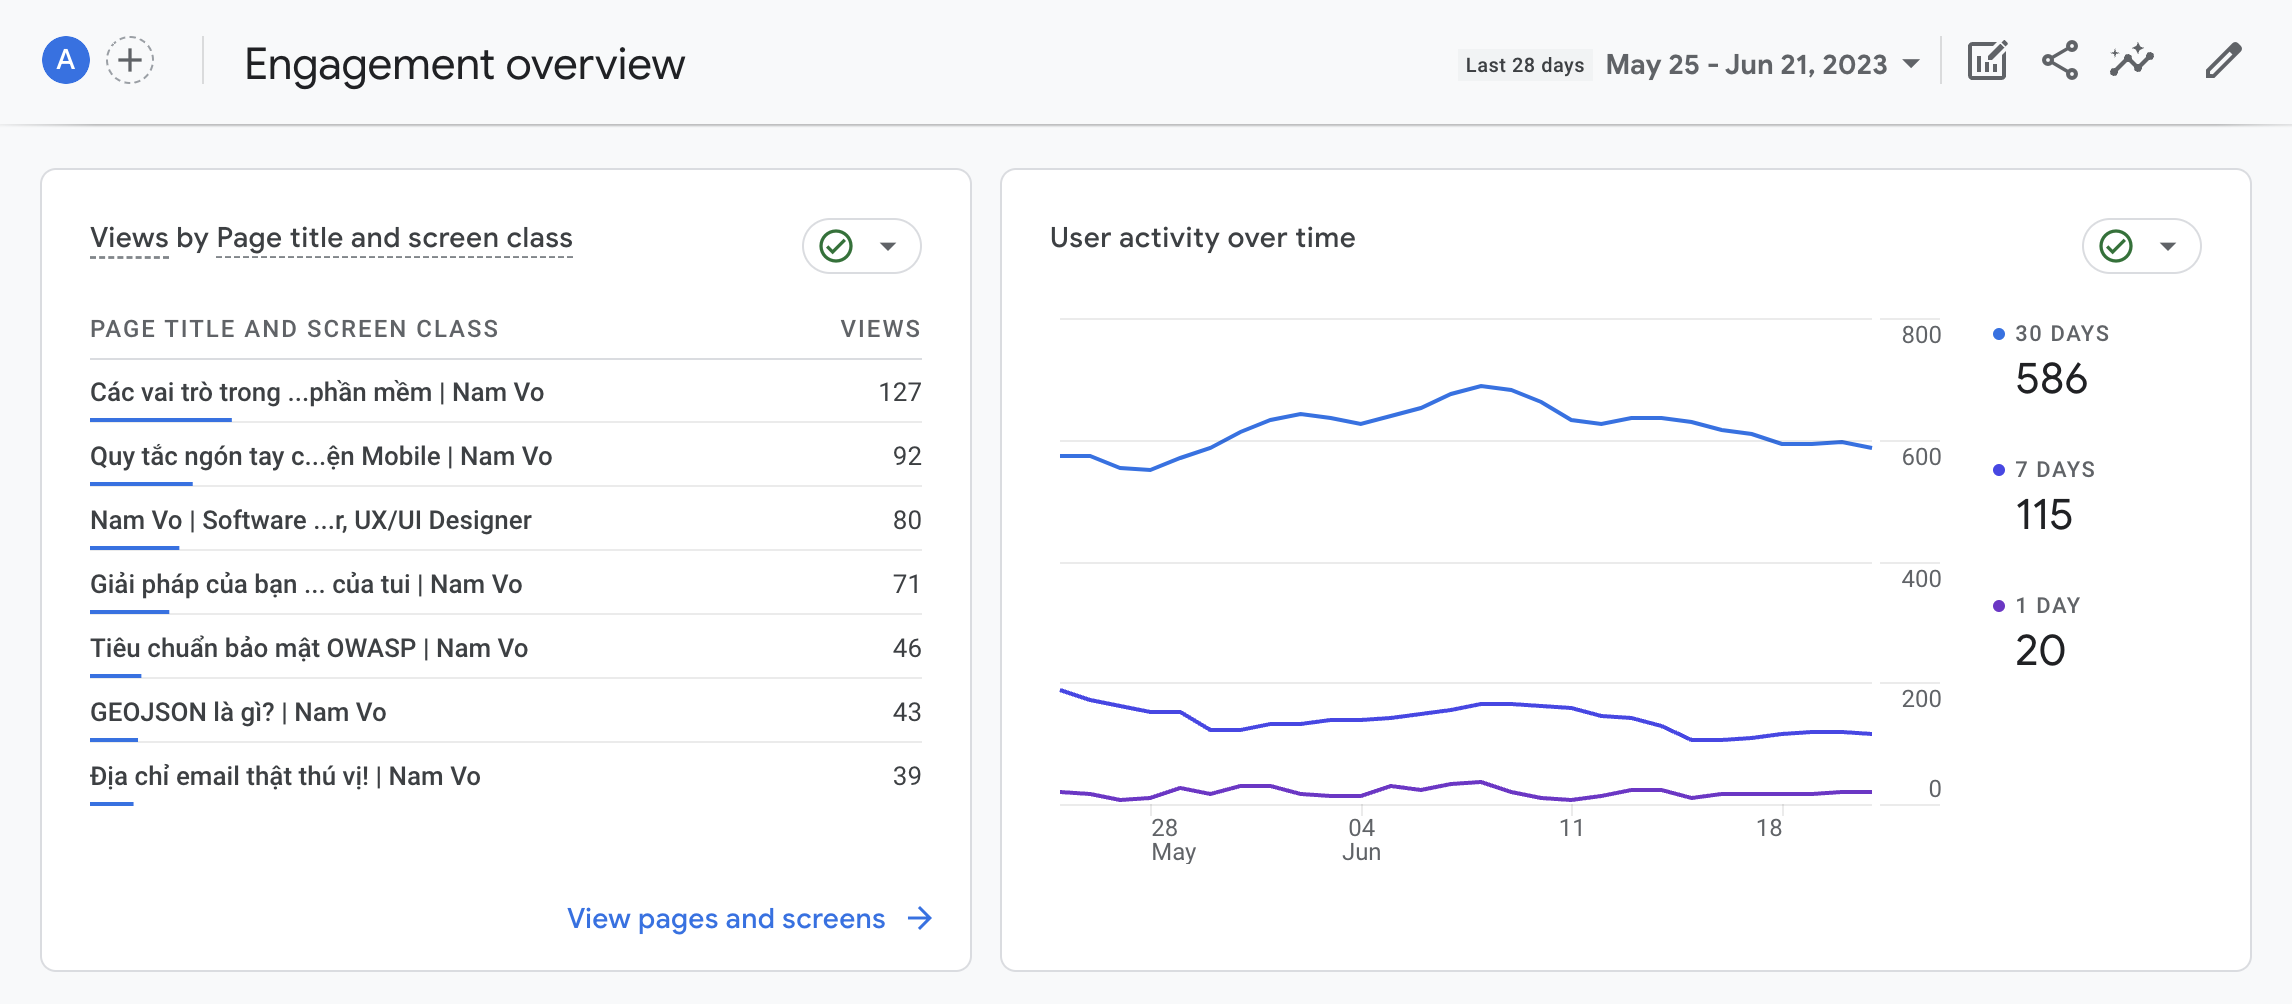 A
Engagement overview
Last 28 days May 25 - Jun 21, 2023
Views by Page title and screen class
PAGE TITLE AND SCREEN CLASS VIEWS
Các vai trò trong ...phần mềm | Nam Vo 127
Quy tắc ngón tay c...ện Mobile | Nam Vo 92
Nam Vo | Software ...r, UX/UI Designer 80
Giải pháp của bạn ... của tui | Nam Vo 71
Tiêu chuẩn bảo mật OWASP | Nam Vo 46
GEOJSON là gì? | Nam Vo 43
Địa chỉ email thật thú vị! | Nam Vo 39
View pages and screens
User activity over time
800
600
400
200
0
28 May
04 Jun
11
18
30 DAYS
586
7 DAYS
115
1 DAY
20